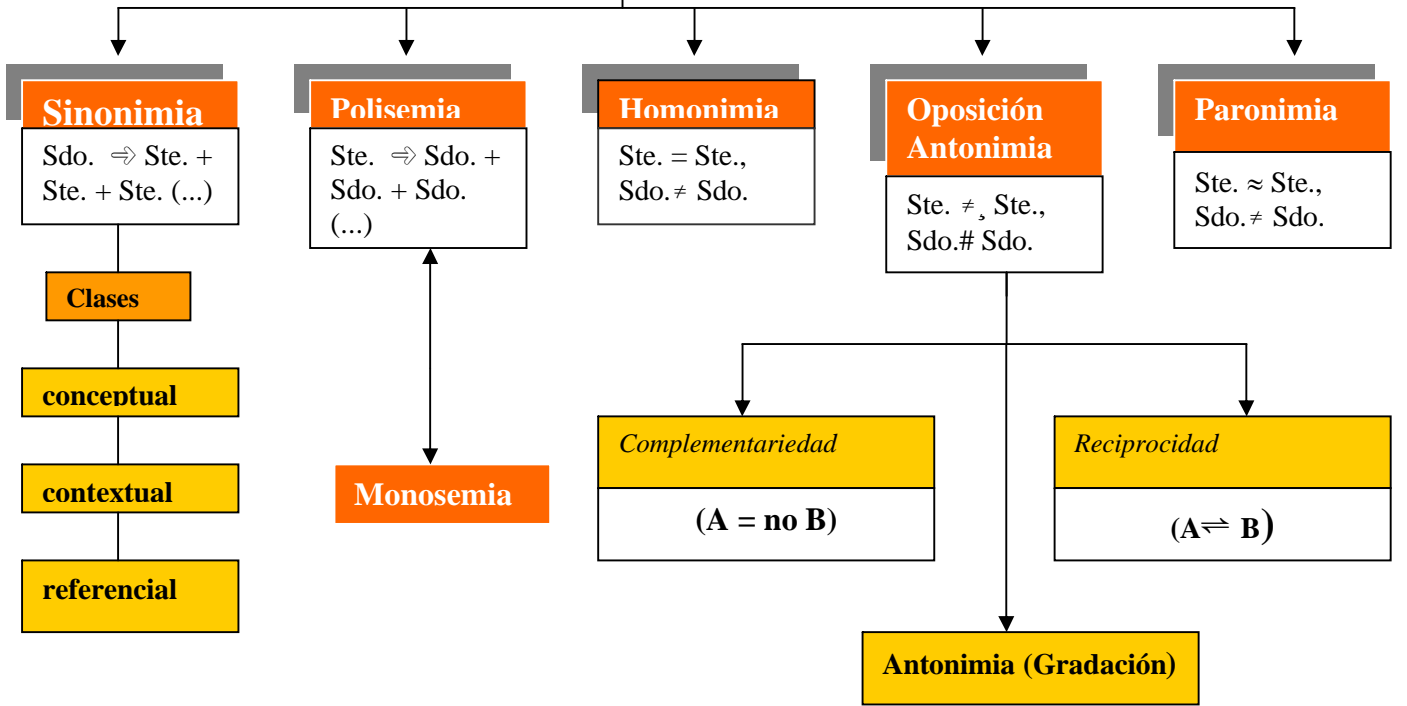 Sinonimia
Sdo. ➾ Ste. +
Ste. + Ste. (...)
Polisemia
Ste. ➾ Sdo. +
Sdo. + Sdo.
(...)
Homonimia
Ste. = Ste.,
Sdo. ≠ Sdo.
Oposición
Antonimia
Ste. ≠¸ Ste.,
Sdo.# Sdo.
Paronimia
Ste. ≈ Ste.,
Sdo. ≠ Sdo.
Clases
conceptual
contextual
referencial
Monosemia
Complementariedad
(A = no B)
Reciprocidad
(A⇌ B)
Antonimia (Gradación)